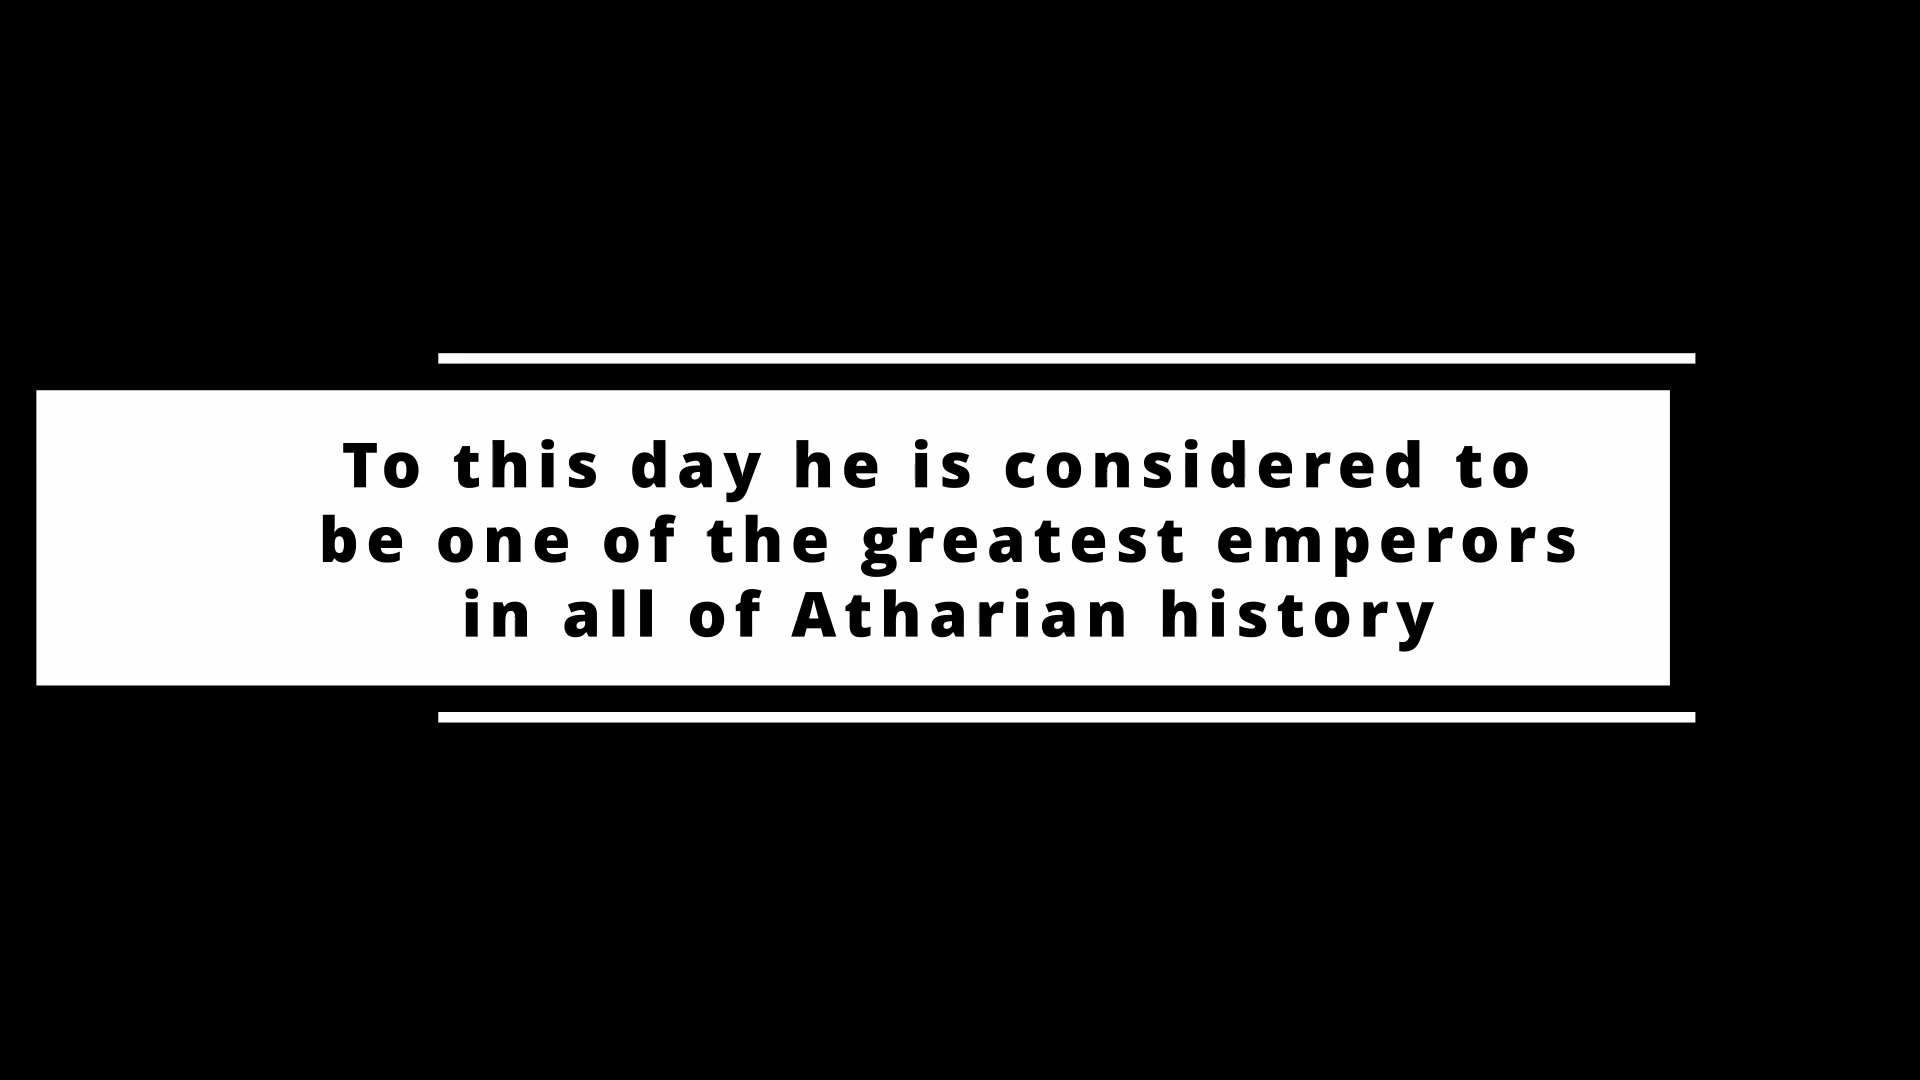 To this day he is considered to
be one of the greatest emperors
in all of Atharian history